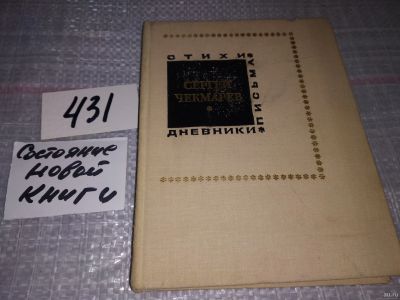 431
Состояние
новой
книги
СТИХИ
ПИСЬМА
СЕРГЕЙ
ЧЕКМАРЕВ
ДНЕВНИКИ